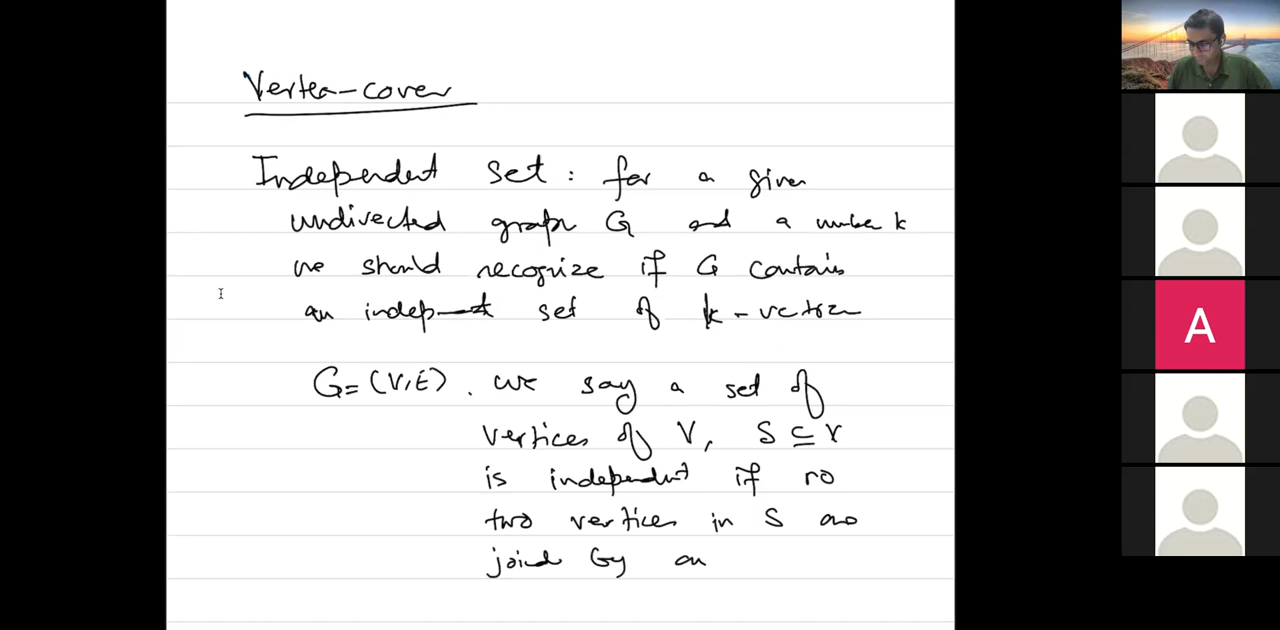 Vertex-cover
Independent set : for a given
undirected graph G and a number k
we should recognize if G contains
an independent set of k-vertices
G=(V,E). we say a set of
vertices of V, S ⊆ V
is independent if no
two vertices in S are
joined by an
A